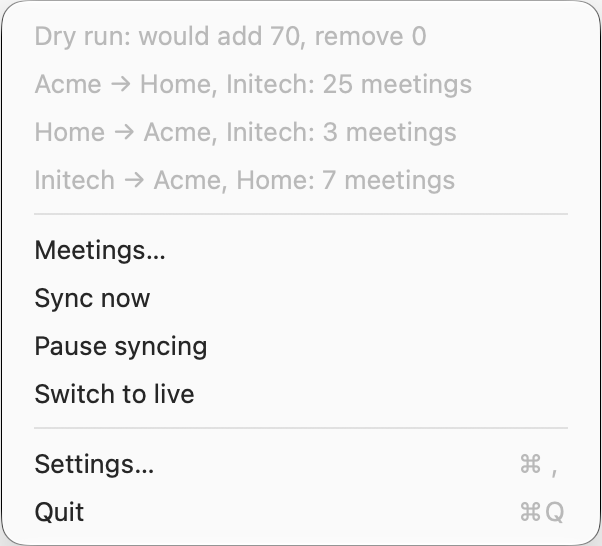 Dry run: would add 70, remove 0
Acme → Home, Initech: 25 meetings
Home → Acme, Initech: 3 meetings
Initech → Acme, Home: 7 meetings
Meetings...
Sync now
Pause syncing
Switch to live
Settings... ⌘ ,
Quit ⌘Q